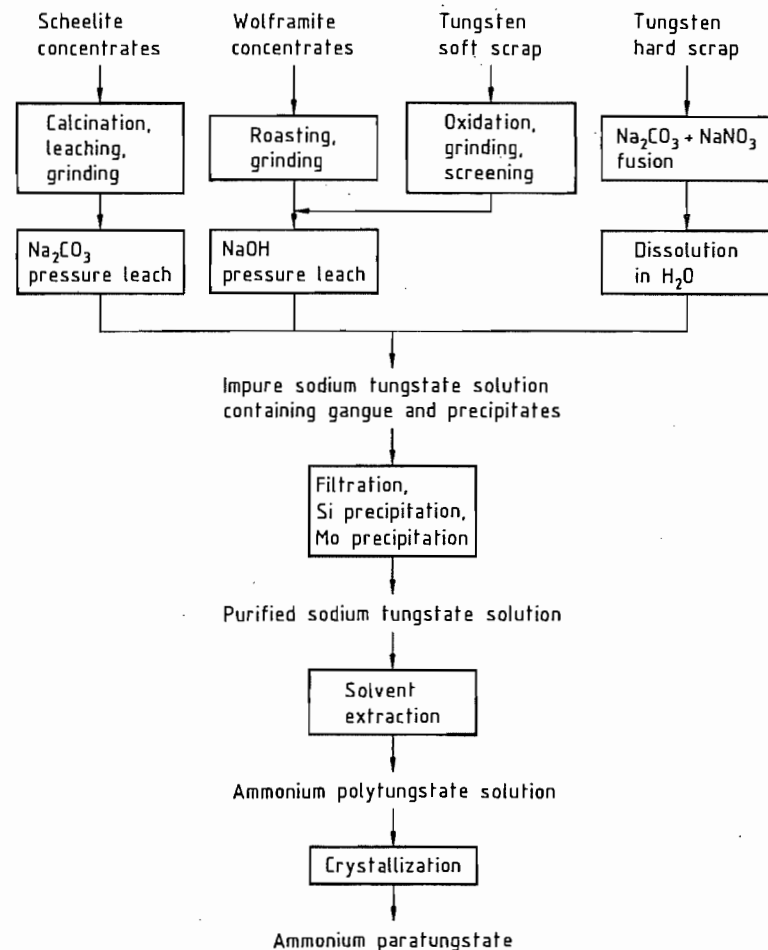 Scheelite
concentrates
Wolframite
concentrates
Tungsten
soft scrap
Tungsten
hard scrap
Calcination,
leaching,
grinding
Roasting,
grinding
Oxidation,
grinding,
screening
Na₂CO₃ + NaNO₃
fusion
Na₂CO₃
pressure leach
NaOH
pressure leach
Dissolution
in H₂O
Impure sodium tungstate solution
containing gangue and precipitates
Filtration,
Si precipitation,
Mo precipitation
Purified sodium tungstate solution
Solvent
extraction
Ammonium polytungstate solution
Crystallization
Ammonium paratungstate